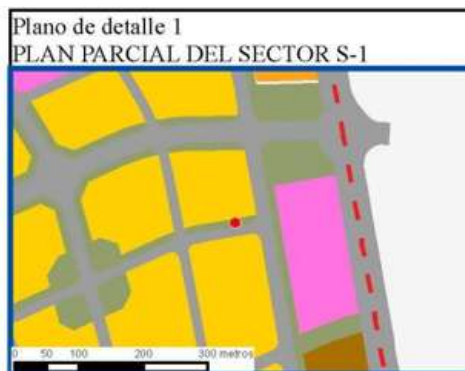 Plano de detalle 1
PLAN PARCIAL DEL SECTOR S-1
0 50 100 200 300 metros